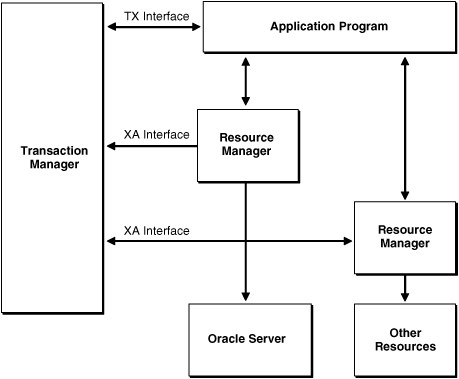 TX Interface
Application Program
XA Interface
Resource
Manager
Transaction
Manager
XA Interface
Resource
Manager
Oracle Server
Other
Resources